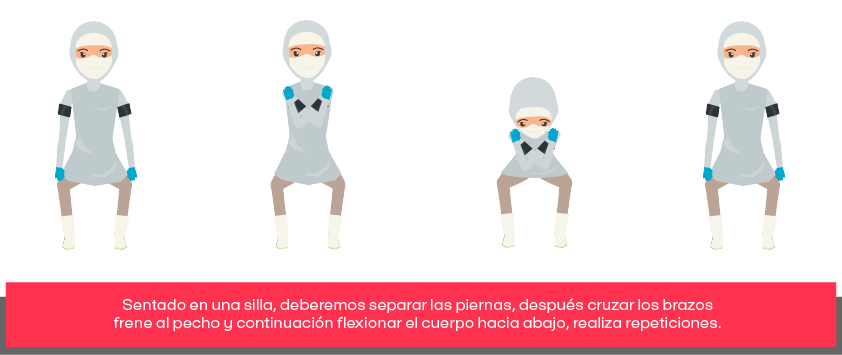 Sentado en una silla, deberemos separar las piernas, después cruzar los brazos
frene al pecho y continuación flexionar el cuerpo hacia abajo, realiza repeticiones.